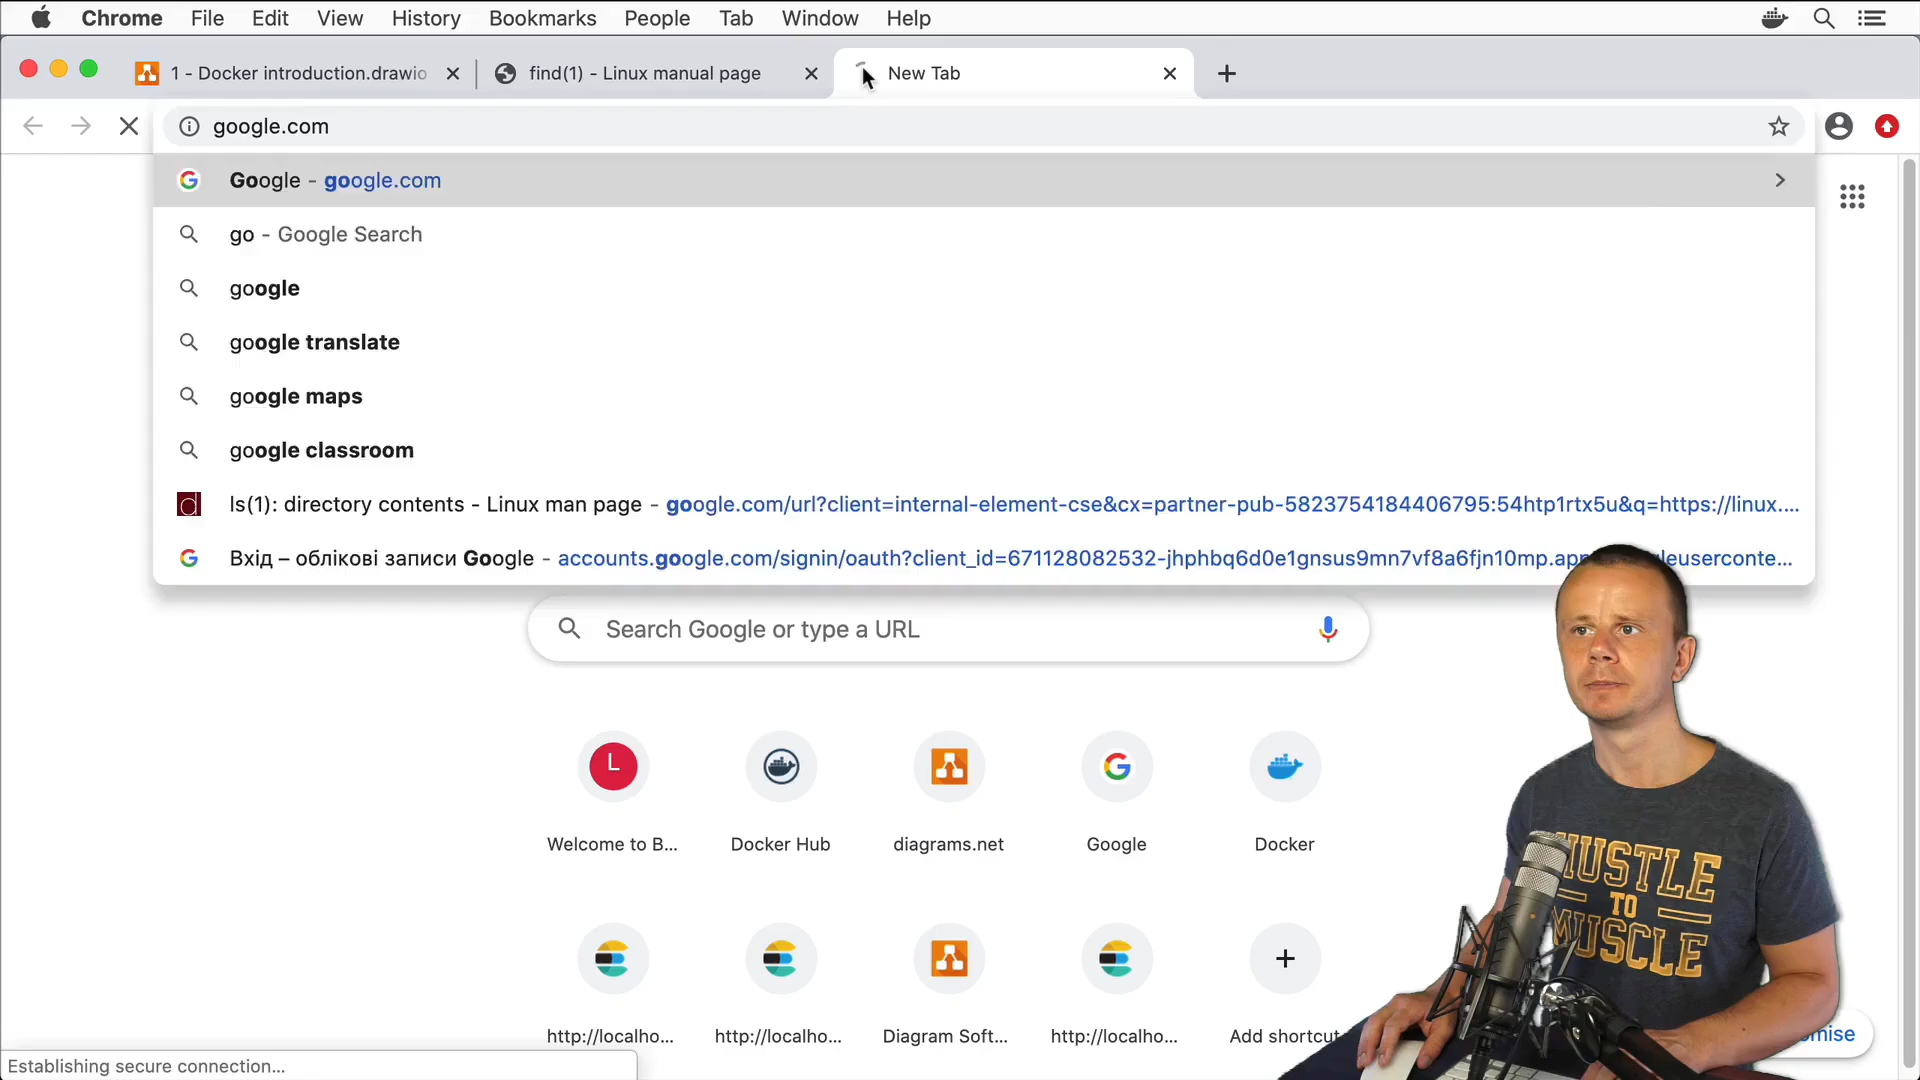 Chrome File Edit View History Bookmarks People Tab Window Help
1 - Docker introduction.drawio
find(1) - Linux manual page
New Tab
google.com
Google - google.com
go - Google Search
google
google translate
google maps
google classroom
ls(1): directory contents - Linux man page - google.com/url?client=internal-element-cse&cx=partner-pub-5823754184406795:54htp1rtx5u&q=https://linux....
Вхід – облікові записи Google - accounts.google.com/signin/oauth?client_id=671128082532-jhphbq6d0e1gnsus9mn7vf8a6fjn10mp.app
Search Google or type a URL
L
Welcome to B...
Docker Hub
diagrams.net
Google
Docker
http://localho...
http://localho...
Diagram Soft...
http://localho...
Add shortcut
HUSTLE
TO
MUSCLE
Establishing secure connection...